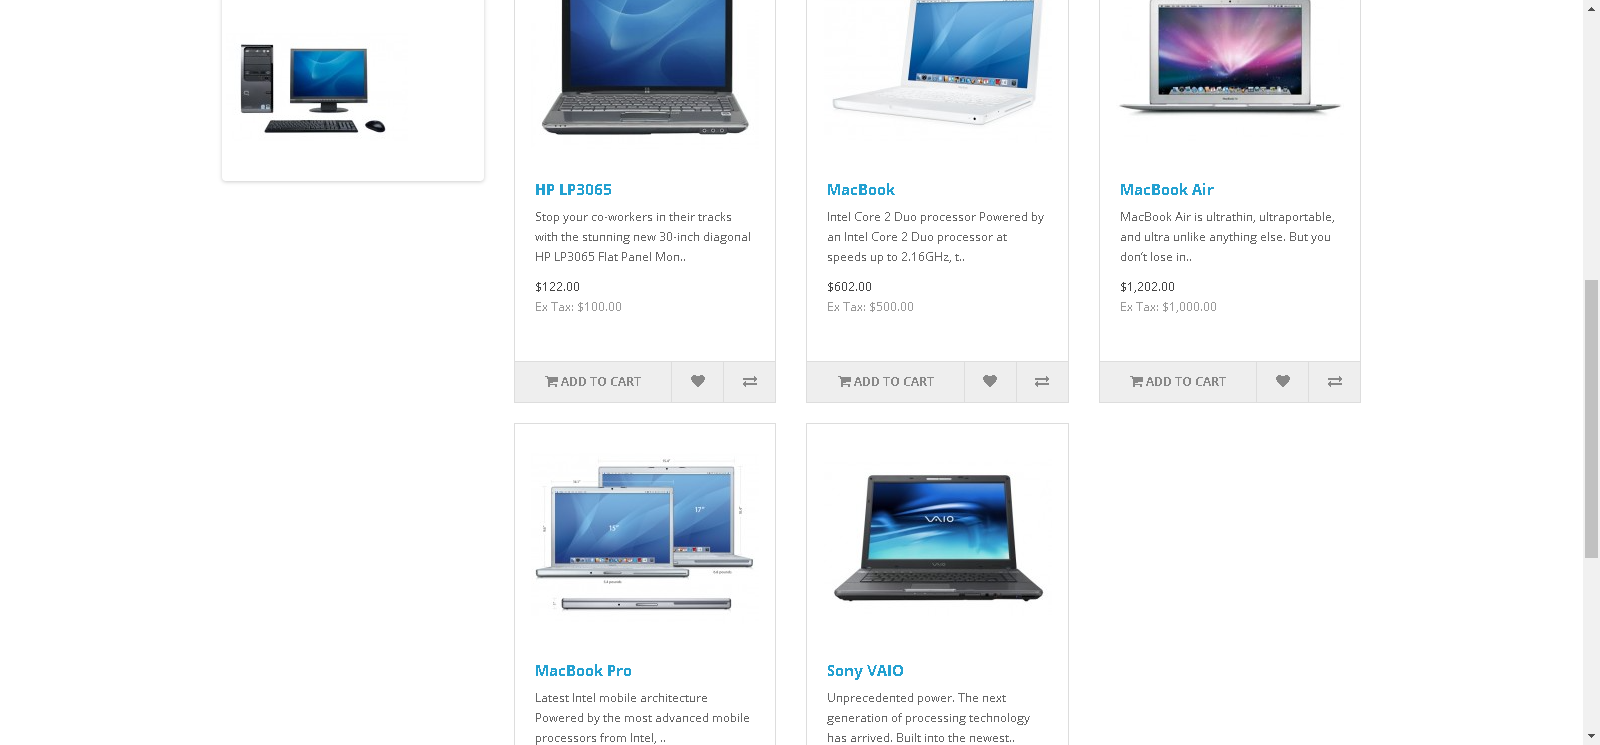 HP LP3065
Stop your co-workers in their tracks
with the stunning new 30-inch diagonal
HP LP3065 Flat Panel Mon..
$122.00
Ex Tax: $100.00
ADD TO CART
MacBook
Intel Core 2 Duo processor Powered by
an Intel Core 2 Duo processor at
speeds up to 2.16GHz, t..
$602.00
Ex Tax: $500.00
ADD TO CART
MacBook Air
MacBook Air is ultrathin, ultraportable,
and ultra unlike anything else. But you
don’t lose in..
$1,202.00
Ex Tax: $1,000.00
ADD TO CART
15"
17"
MacBook Pro
Latest Intel mobile architecture
Powered by the most advanced mobile
processors from Intel, ..
VAIO
Sony VAIO
Unprecedented power. The next
generation of processing technology
has arrived. Built into the newest..